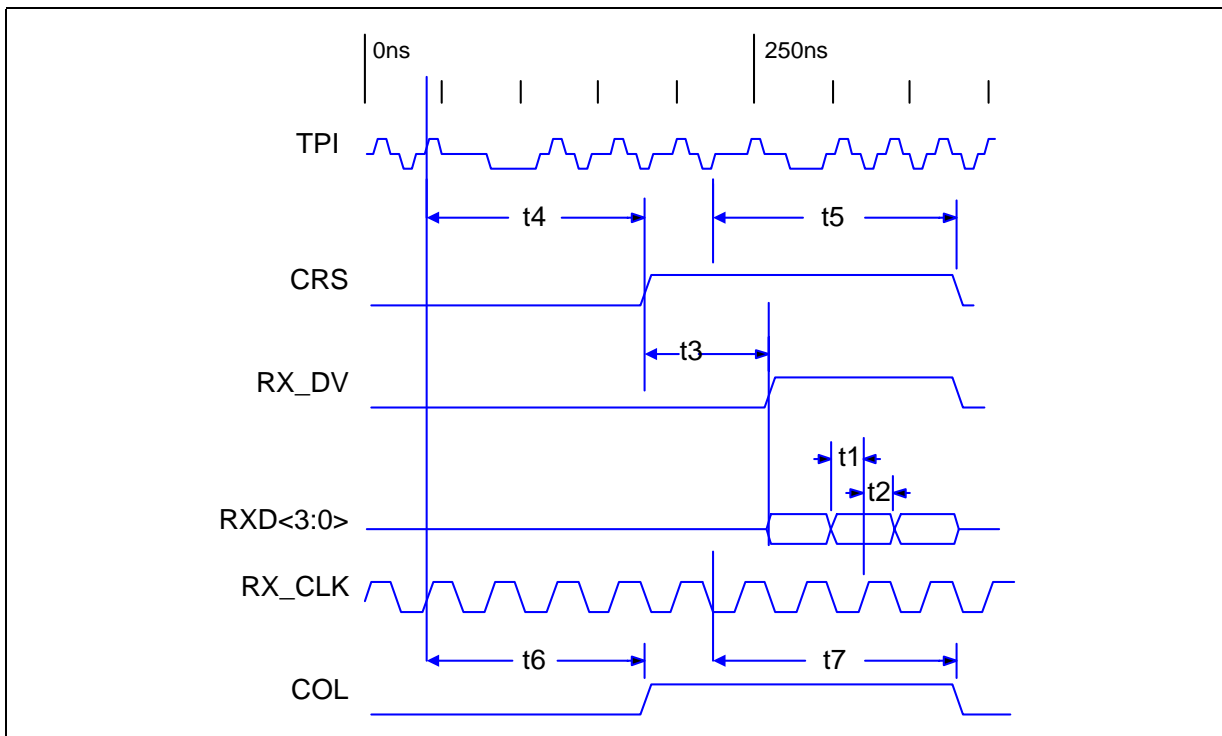 0ns
250ns
TPI
t4
t5
CRS
t3
RX_DV
t1
t2
RXD<3:0>
RX_CLK
t6
t7
COL